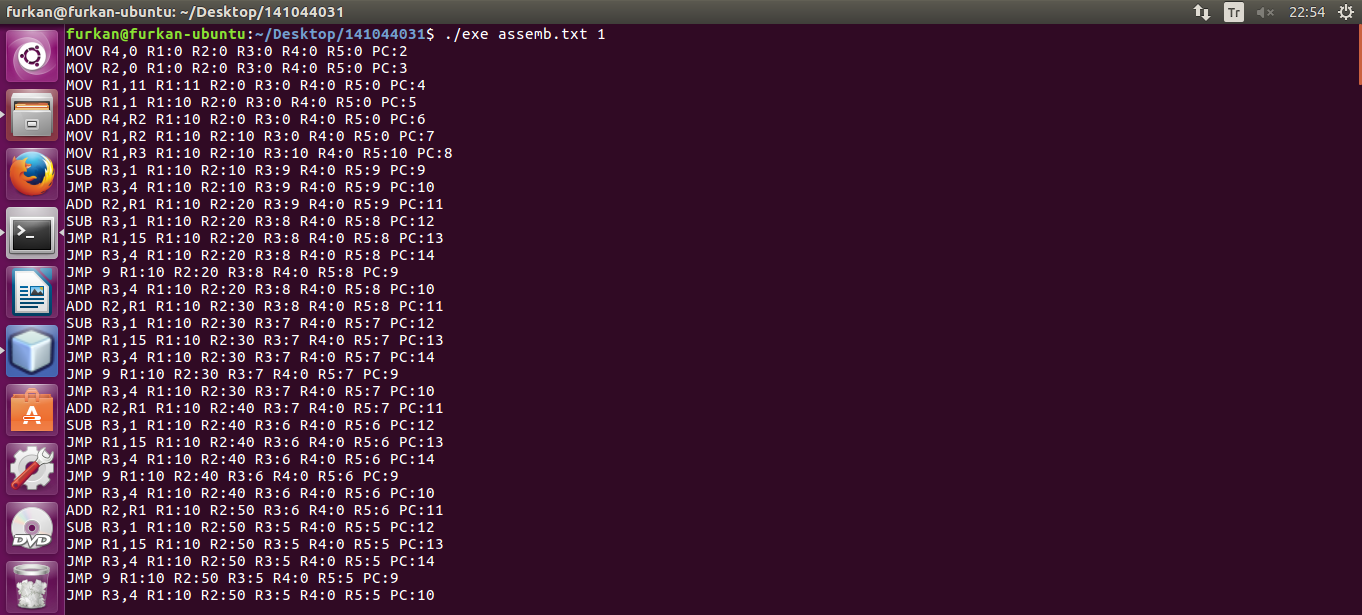 furkan@furkan-ubuntu: ~/Desktop/141044031 Tr 22:54
furkan@furkan-ubuntu:~/Desktop/141044031$ ./exe assemb.txt 1
MOV R4,0 R1:0 R2:0 R3:0 R4:0 R5:0 PC:2
MOV R2,0 R1:0 R2:0 R3:0 R4:0 R5:0 PC:3
MOV R1,11 R1:11 R2:0 R3:0 R4:0 R5:0 PC:4
SUB R1,1 R1:10 R2:0 R3:0 R4:0 R5:0 PC:5
ADD R4,R2 R1:10 R2:0 R3:0 R4:0 R5:0 PC:6
MOV R1,R2 R1:10 R2:10 R3:0 R4:0 R5:0 PC:7
MOV R1,R3 R1:10 R2:10 R3:10 R4:0 R5:10 PC:8
SUB R3,1 R1:10 R2:10 R3:9 R4:0 R5:9 PC:9
JMP R3,4 R1:10 R2:10 R3:9 R4:0 R5:9 PC:10
ADD R2,R1 R1:10 R2:20 R3:9 R4:0 R5:9 PC:11
SUB R3,1 R1:10 R2:20 R3:8 R4:0 R5:8 PC:12
JMP R1,15 R1:10 R2:20 R3:8 R4:0 R5:8 PC:13
JMP R3,4 R1:10 R2:20 R3:8 R4:0 R5:8 PC:14
JMP 9 R1:10 R2:20 R3:8 R4:0 R5:8 PC:9
JMP R3,4 R1:10 R2:20 R3:8 R4:0 R5:8 PC:10
ADD R2,R1 R1:10 R2:30 R3:8 R4:0 R5:8 PC:11
SUB R3,1 R1:10 R2:30 R3:7 R4:0 R5:7 PC:12
JMP R1,15 R1:10 R2:30 R3:7 R4:0 R5:7 PC:13
JMP R3,4 R1:10 R2:30 R3:7 R4:0 R5:7 PC:14
JMP 9 R1:10 R2:30 R3:7 R4:0 R5:7 PC:9
JMP R3,4 R1:10 R2:30 R3:7 R4:0 R5:7 PC:10
ADD R2,R1 R1:10 R2:40 R3:7 R4:0 R5:7 PC:11
SUB R3,1 R1:10 R2:40 R3:6 R4:0 R5:6 PC:12
JMP R1,15 R1:10 R2:40 R3:6 R4:0 R5:6 PC:13
JMP R3,4 R1:10 R2:40 R3:6 R4:0 R5:6 PC:14
JMP 9 R1:10 R2:40 R3:6 R4:0 R5:6 PC:9
JMP R3,4 R1:10 R2:40 R3:6 R4:0 R5:6 PC:10
ADD R2,R1 R1:10 R2:50 R3:6 R4:0 R5:6 PC:11
SUB R3,1 R1:10 R2:50 R3:5 R4:0 R5:5 PC:12
JMP R1,15 R1:10 R2:50 R3:5 R4:0 R5:5 PC:13
JMP R3,4 R1:10 R2:50 R3:5 R4:0 R5:5 PC:14
JMP 9 R1:10 R2:50 R3:5 R4:0 R5:5 PC:9
JMP R3,4 R1:10 R2:50 R3:5 R4:0 R5:5 PC:10
DVD